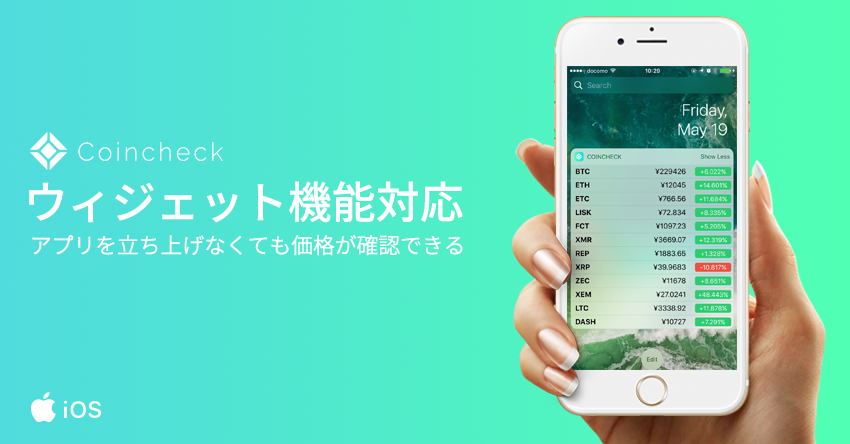 Coincheck
ウィジェット機能対応
アプリを立ち上げなくても価格が確認できる
iOS
docomo 10:20
Search
Friday,
May 19
COINCHECK Show Less
BTC ¥229426 +6.022%
ETH ¥12045 +14.601%
ETC ¥766.56 +11.684%
LISK ¥72.834 +8.335%
FCT ¥1097.23 +5.205%
XMR ¥3669.07 +12.319%
REP ¥1883.65 +1.328%
XRP ¥39.9683 -10.817%
ZEC ¥11678 +8.651%
XEM ¥27.0241 +48.443%
LTC ¥3338.92 +11.878%
DASH ¥10727 +7.291%
Edit